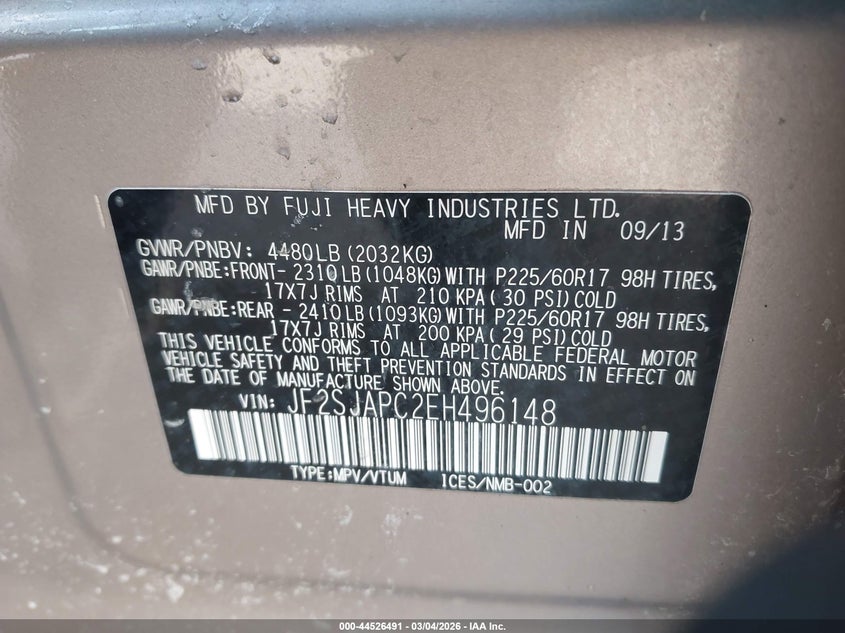 MFD BY FUJI HEAVY INDUSTRIES LTD.
MFD IN 09/13
GVWR/PNBV: 4480LB(2032KG)
GAWR/PNBE:FRONT- 2310LB(1048KG)WITH P225/60R17 98H TIRES,
17X7J RIMS AT 210 KPA(30 PSI)COLD
GAWR/PNBE:REAR - 2410LB(1093KG)WITH P225/60R17 98H TIRES,
17X7J RIMS AT 200 KPA(29 PSI)COLD
THIS VEHICLE CONFORMS TO ALL APPLICABLE FEDERAL MOTOR
VEHICLE SAFETY AND THEFT PREVENTION STANDARDS IN EFFECT ON
THE DATE OF MANUFACTURE SHOWN ABOVE.
VIN: JF2SJAPC2EH496148
TYPE:MPV/VTUM ICES/NMB-002
000-44526491 - 03/04/2026 - IAA Inc.